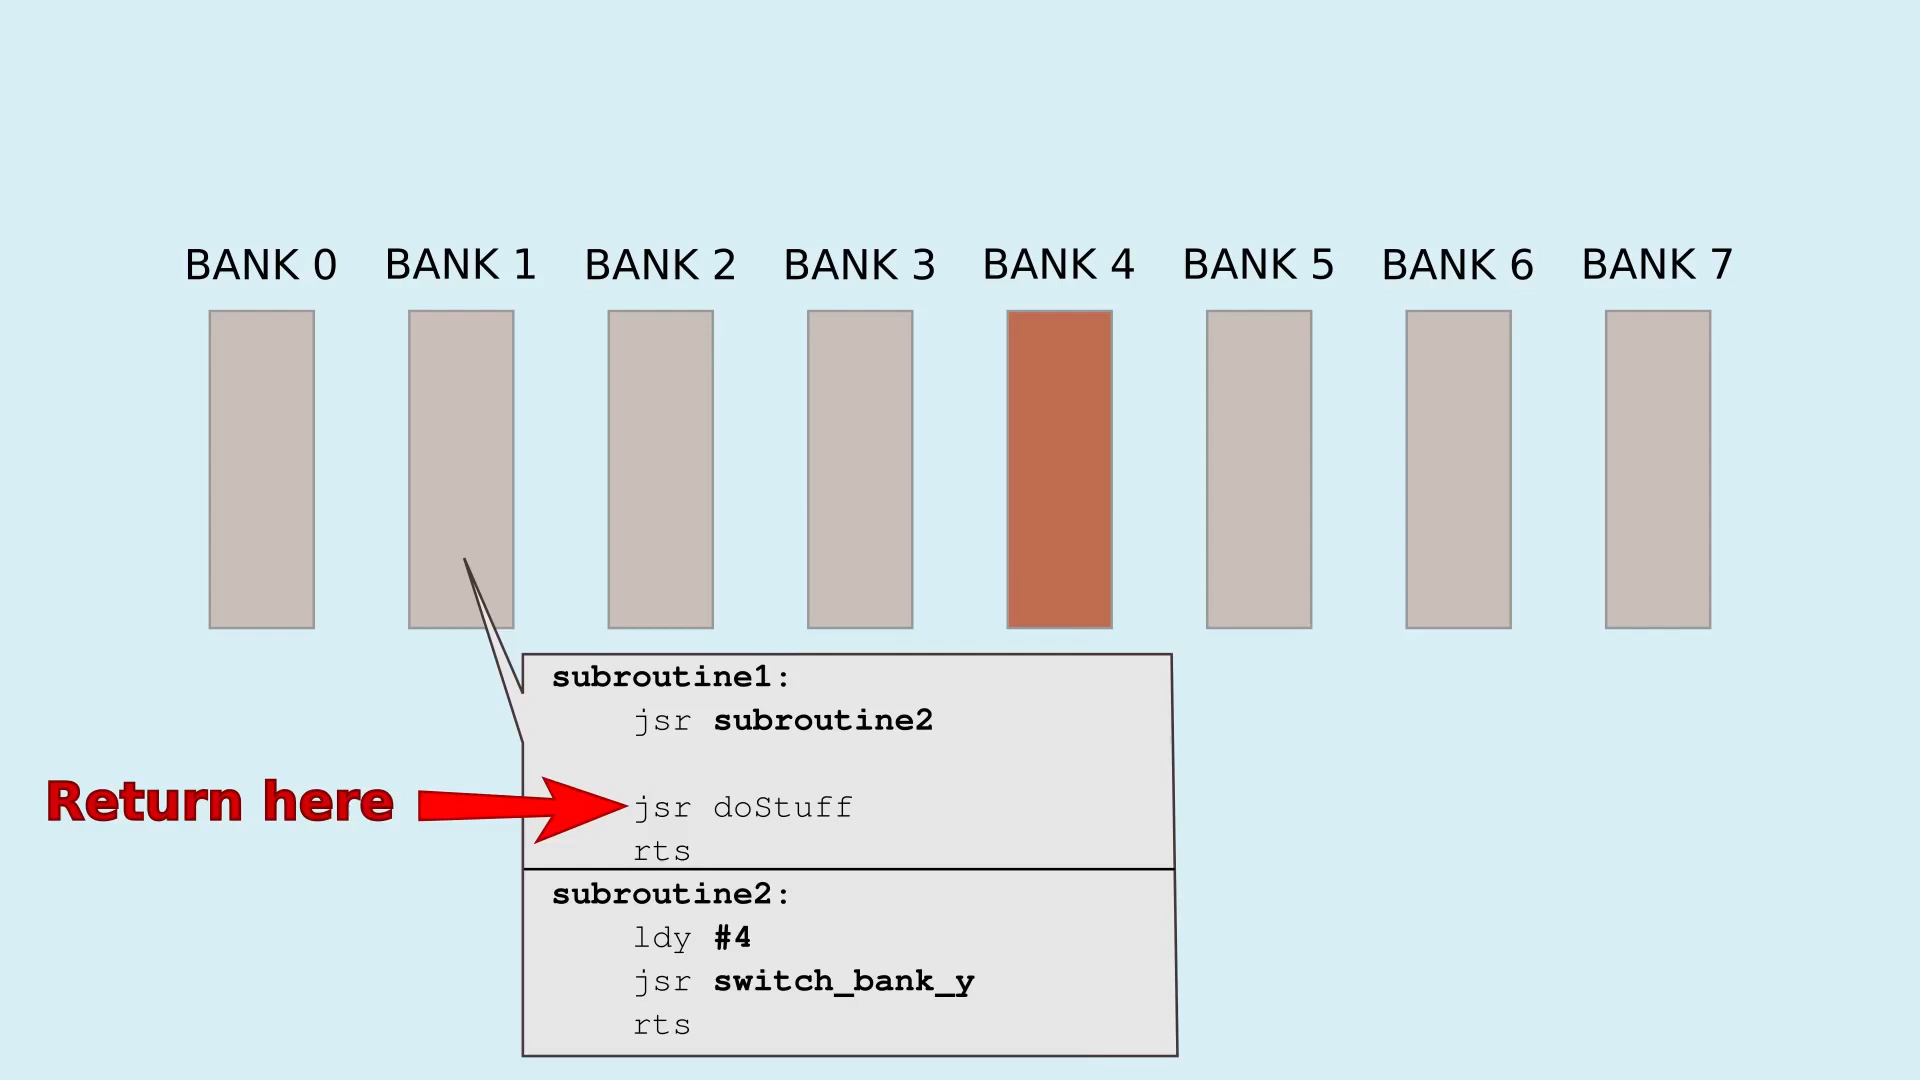 BANK 0 BANK 1 BANK 2 BANK 3 BANK 4 BANK 5 BANK 6 BANK 7
subroutine1:
jsr subroutine2
Return here
jsr doStuff
rts
subroutine2:
ldy #4
jsr switch_bank_y
rts